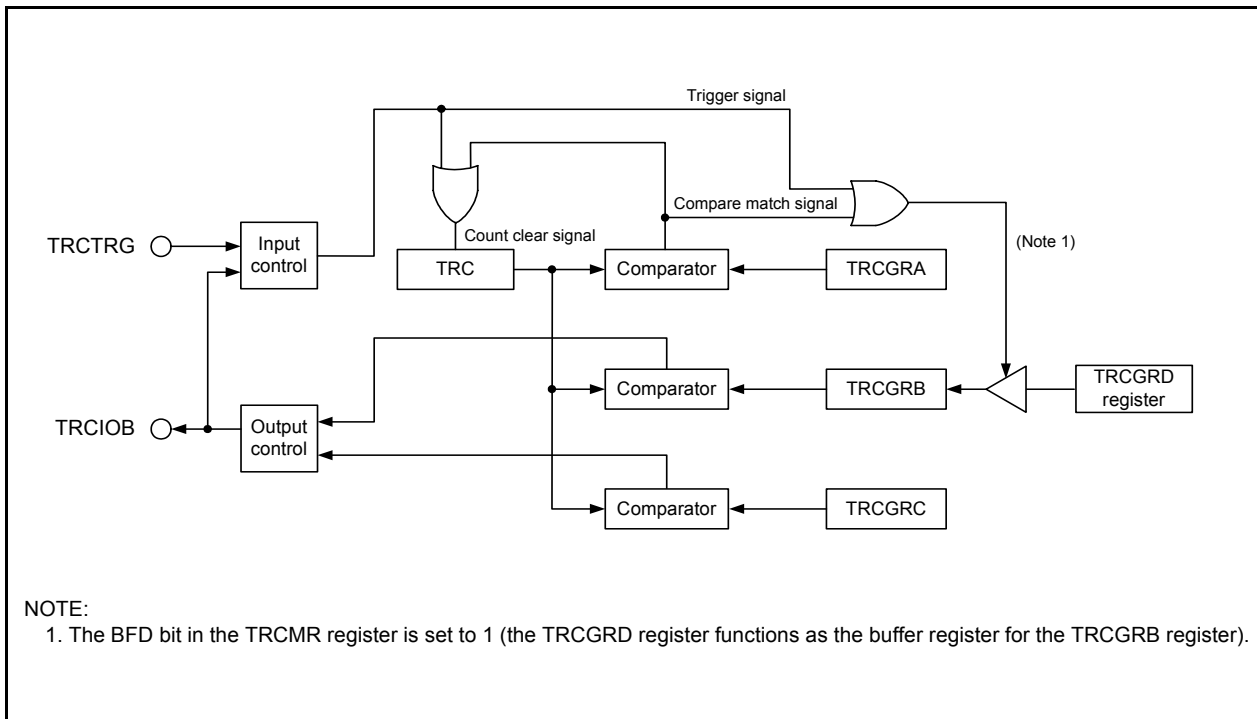 Trigger signal
Compare match signal
Count clear signal
(Note 1)
TRCTRG
Input
control
TRC
Comparator
TRCGRA
TRCIOB
Output
control
Comparator
TRCGRB
TRCGRD
register
Comparator
TRCGRC
NOTE:
1. The BFD bit in the TRCMR register is set to 1 (the TRCGRD register functions as the buffer register for the TRCGRB register).